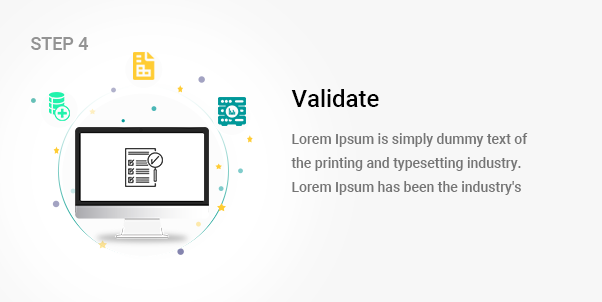 STEP 4
Validate
Lorem Ipsum is simply dummy text of
the printing and typesetting industry.
Lorem Ipsum has been the industry's